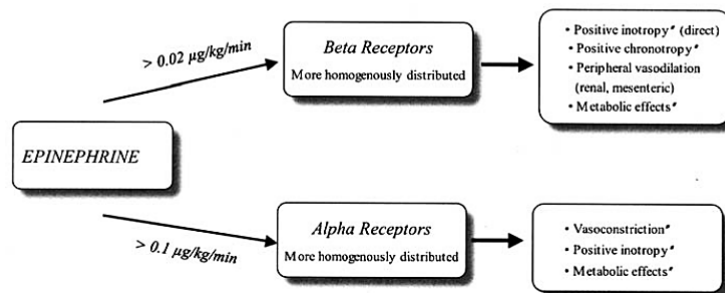 EPINEPHRINE
> 0.02 µg/kg/min
Beta Receptors
More homogenously distributed
• Positive inotropy* (direct)
• Positive chronotropy*
• Peripheral vasodilation
(renal, mesenteric)
• Metabolic effects*
> 0.1 µg/kg/min
Alpha Receptors
More homogenously distributed
• Vasoconstriction*
• Positive inotropy*
• Metabolic effects*